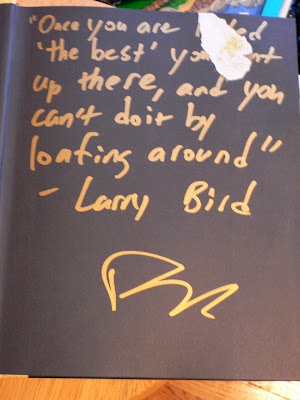 "Once you are
'the best' you
up there, and you
can't do it by
loafing around"
- Larry Bird